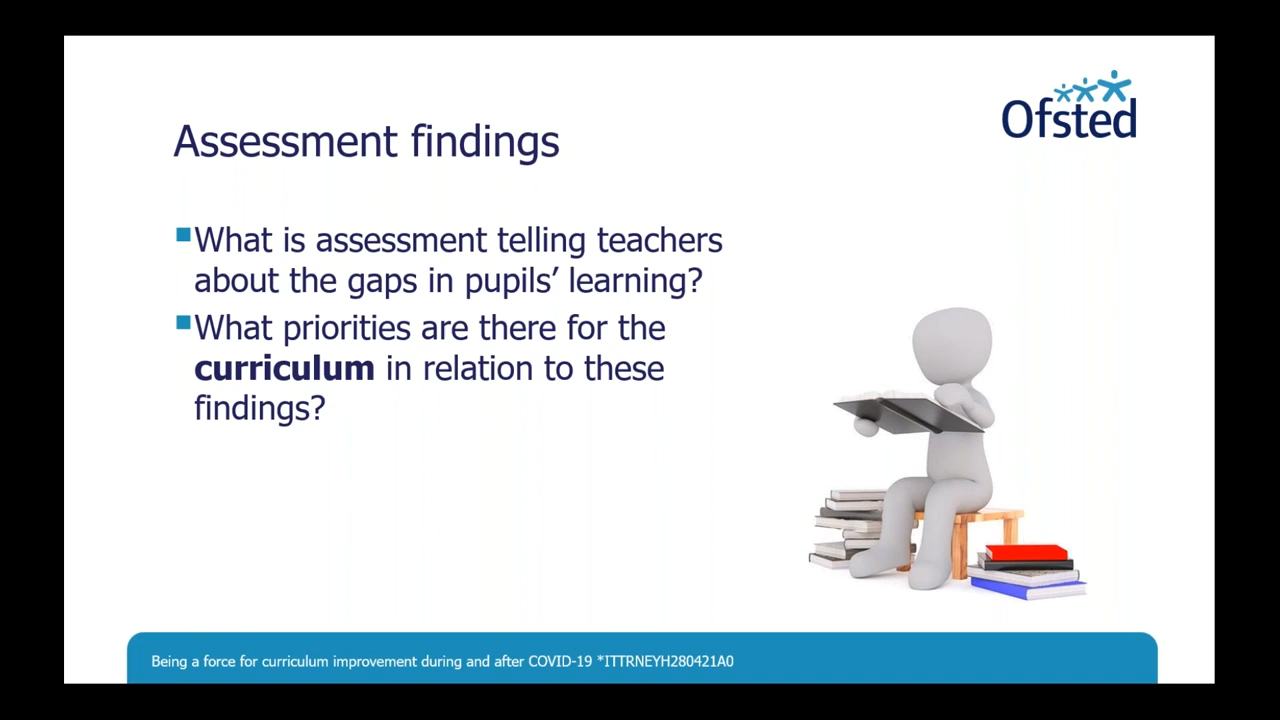 Ofsted
Assessment findings
What is assessment telling teachers
about the gaps in pupils’ learning?
What priorities are there for the
curriculum in relation to these
findings?
Being a force for curriculum improvement during and after COVID-19 *ITTRNEYH280421A0